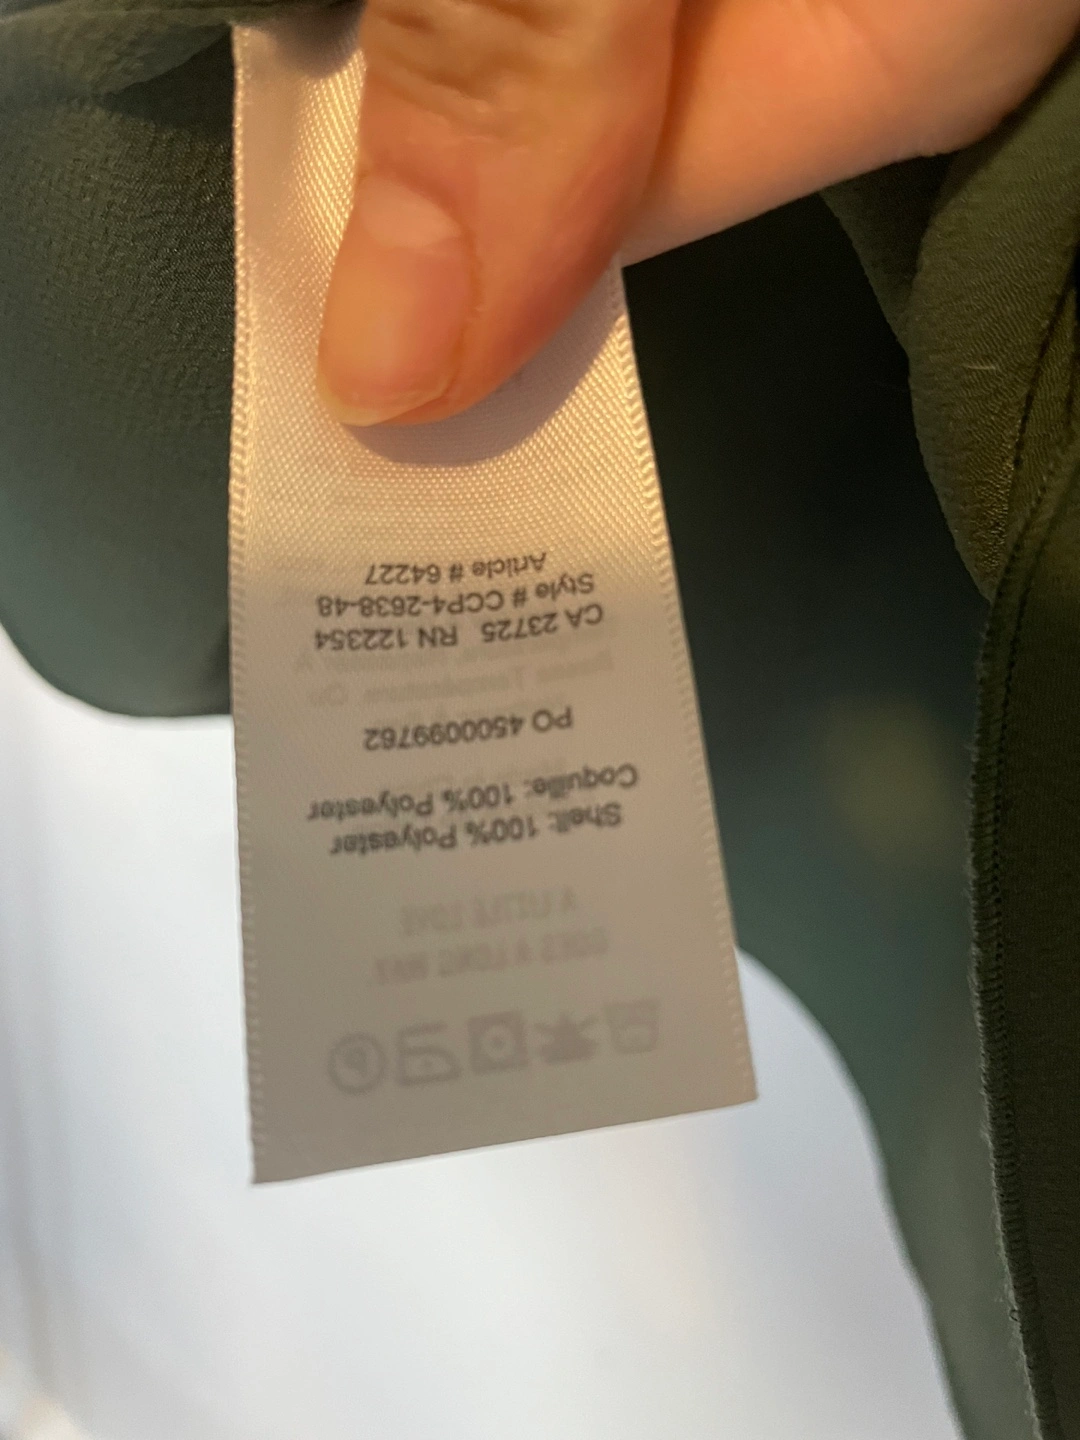 Shell: 100% Polyester
Coquille: 100% Polyester
PO 4500099762
CA 23725 RN 122354
Style # CCP4-2638-48
Article # 64227